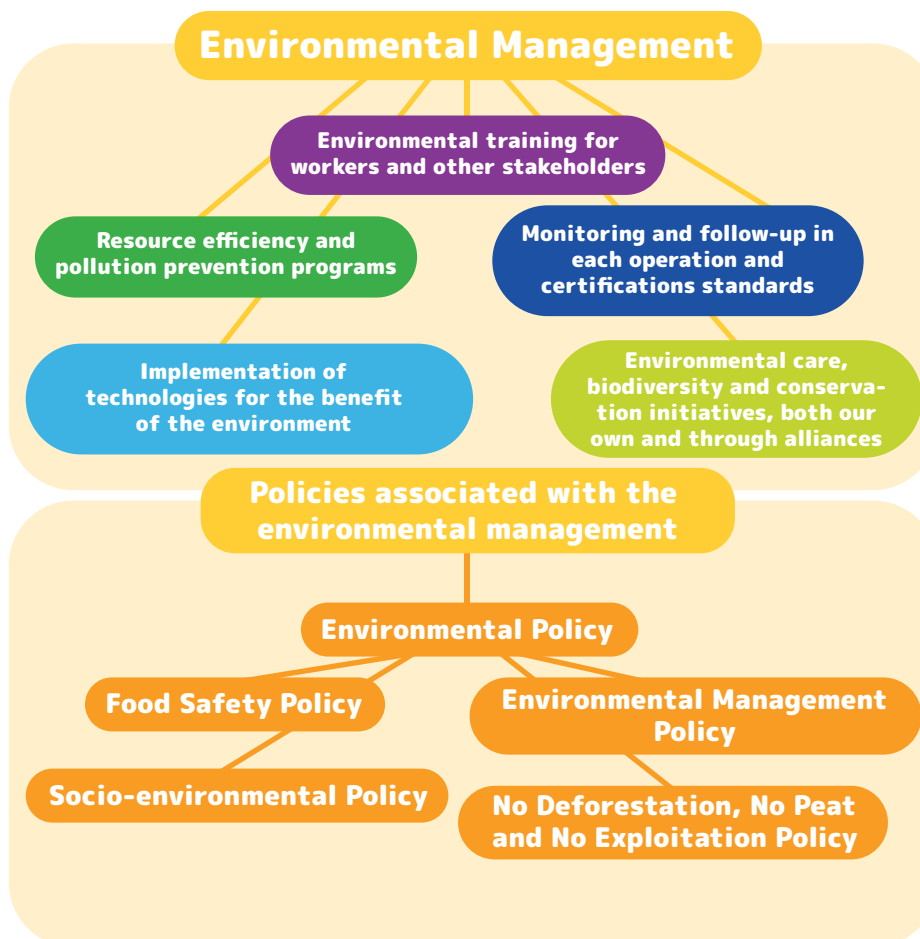 Environmental Management
Environmental training for
workers and other stakeholders
Resource efficiency and
pollution prevention programs
Monitoring and follow-up in
each operation and
certifications standards
Implementation of
technologies for the benefit
of the environment
Environmental care,
biodiversity and conserva-
tion initiatives, both our
own and through alliances
Policies associated with the
environmental management
Environmental Policy
Food Safety Policy
Environmental Management
Policy
Socio-environmental Policy
No Deforestation, No Peat
and No Exploitation Policy